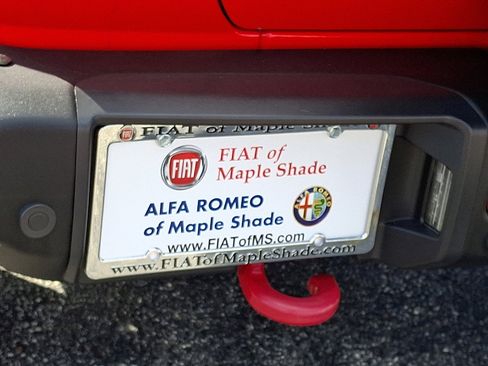 FIAT of Maple Shade
FIAT
FIAT of
Maple Shade
ALFA ROMEO
of Maple Shade
ALFA ROMEO
www.FIATofMS.com
www.FIATofMapleShade.com